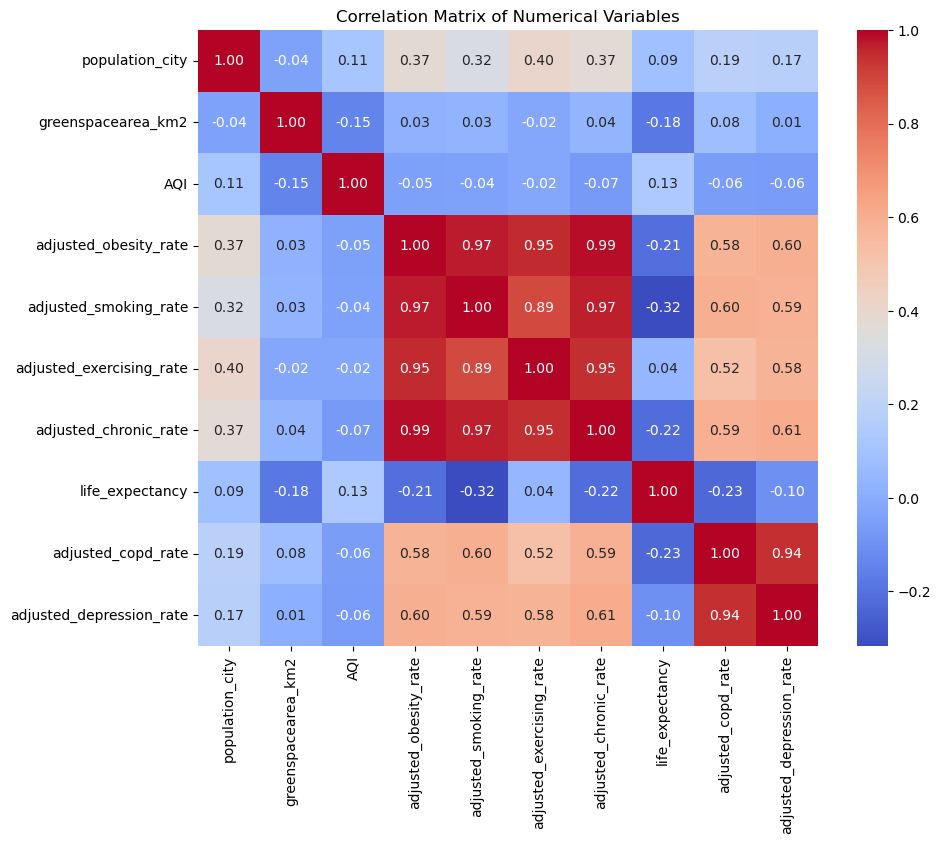 Correlation Matrix of Numerical Variables
population_city 1.00 -0.04 0.11 0.37 0.32 0.40 0.37 0.09 0.19 0.17
greenspacearea_km2 -0.04 1.00 -0.15 0.03 0.03 -0.02 0.04 -0.18 0.08 0.01
AQI 0.11 -0.15 1.00 -0.05 -0.04 -0.02 -0.07 0.13 -0.06 -0.06
adjusted_obesity_rate 0.37 0.03 -0.05 1.00 0.97 0.95 0.99 -0.21 0.58 0.60
adjusted_smoking_rate 0.32 0.03 -0.04 0.97 1.00 0.89 0.97 -0.32 0.60 0.59
adjusted_exercising_rate 0.40 -0.02 -0.02 0.95 0.89 1.00 0.95 0.04 0.52 0.58
adjusted_chronic_rate 0.37 0.04 -0.07 0.99 0.97 0.95 1.00 -0.22 0.59 0.61
life_expectancy 0.09 -0.18 0.13 -0.21 -0.32 0.04 -0.22 1.00 -0.23 -0.10
adjusted_copd_rate 0.19 0.08 -0.06 0.58 0.60 0.52 0.59 -0.23 1.00 0.94
adjusted_depression_rate 0.17 0.01 -0.06 0.60 0.59 0.58 0.61 -0.10 0.94 1.00
population_city
greenspacearea_km2
AQI
adjusted_obesity_rate
adjusted_smoking_rate
adjusted_exercising_rate
adjusted_chronic_rate
life_expectancy
adjusted_copd_rate
adjusted_depression_rate
1.0
0.8
0.6
0.4
0.2
0.0
−0.2